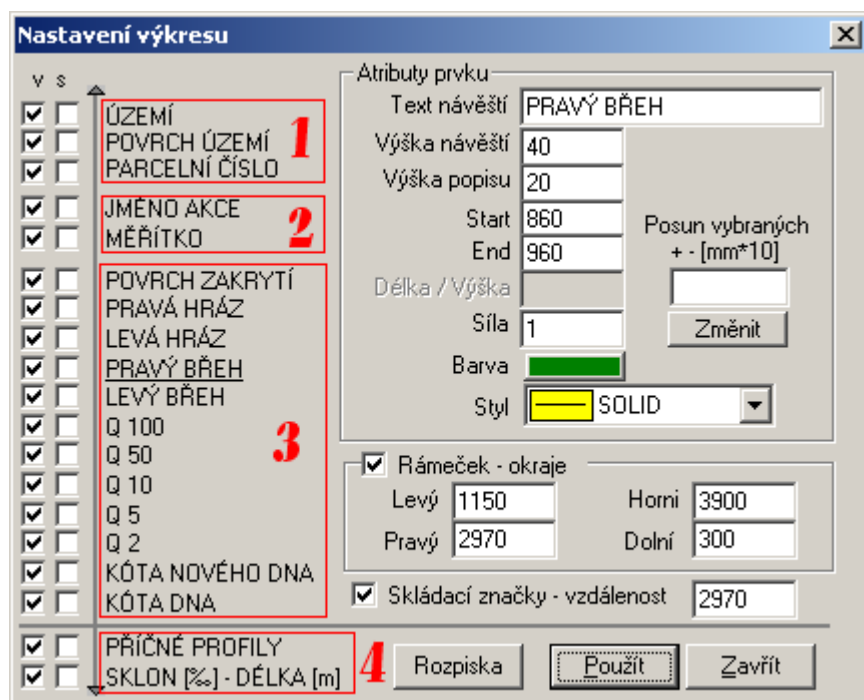 Nastavení výkresu
V S
ÚZEMÍ
POVRCH ÚZEMÍ
PARCELNÍ ČÍSLO
1
JMÉNO AKCE
MĚŘÍTKO
2
POVRCH ZAKRYTÍ
PRAVÁ HRÁZ
LEVÁ HRÁZ
PRAVÝ BŘEH
LEVÝ BŘEH
Q 100
Q 50
Q 10
Q 5
Q 2
KÓTA NOVÉHO DNA
KÓTA DNA
3
PŘÍČNÉ PROFILY
SKLON [‰] - DÉLKA [m]
4
Atributy prvku
Text návěští PRAVÝ BŘEH
Výška návěští 40
Výška popisu 20
Start 860
End 960
Délka / Výška
Síla 1
Barva
Styl SOLID
Posun vybraných
+ - [mm*10]
Změnit
Rámeček - okraje
Levý 1150 Horni 3900
Pravý 2970 Dolní 300
Skládací značky - vzdálenost 2970
Rozpiska Použít Zavřít